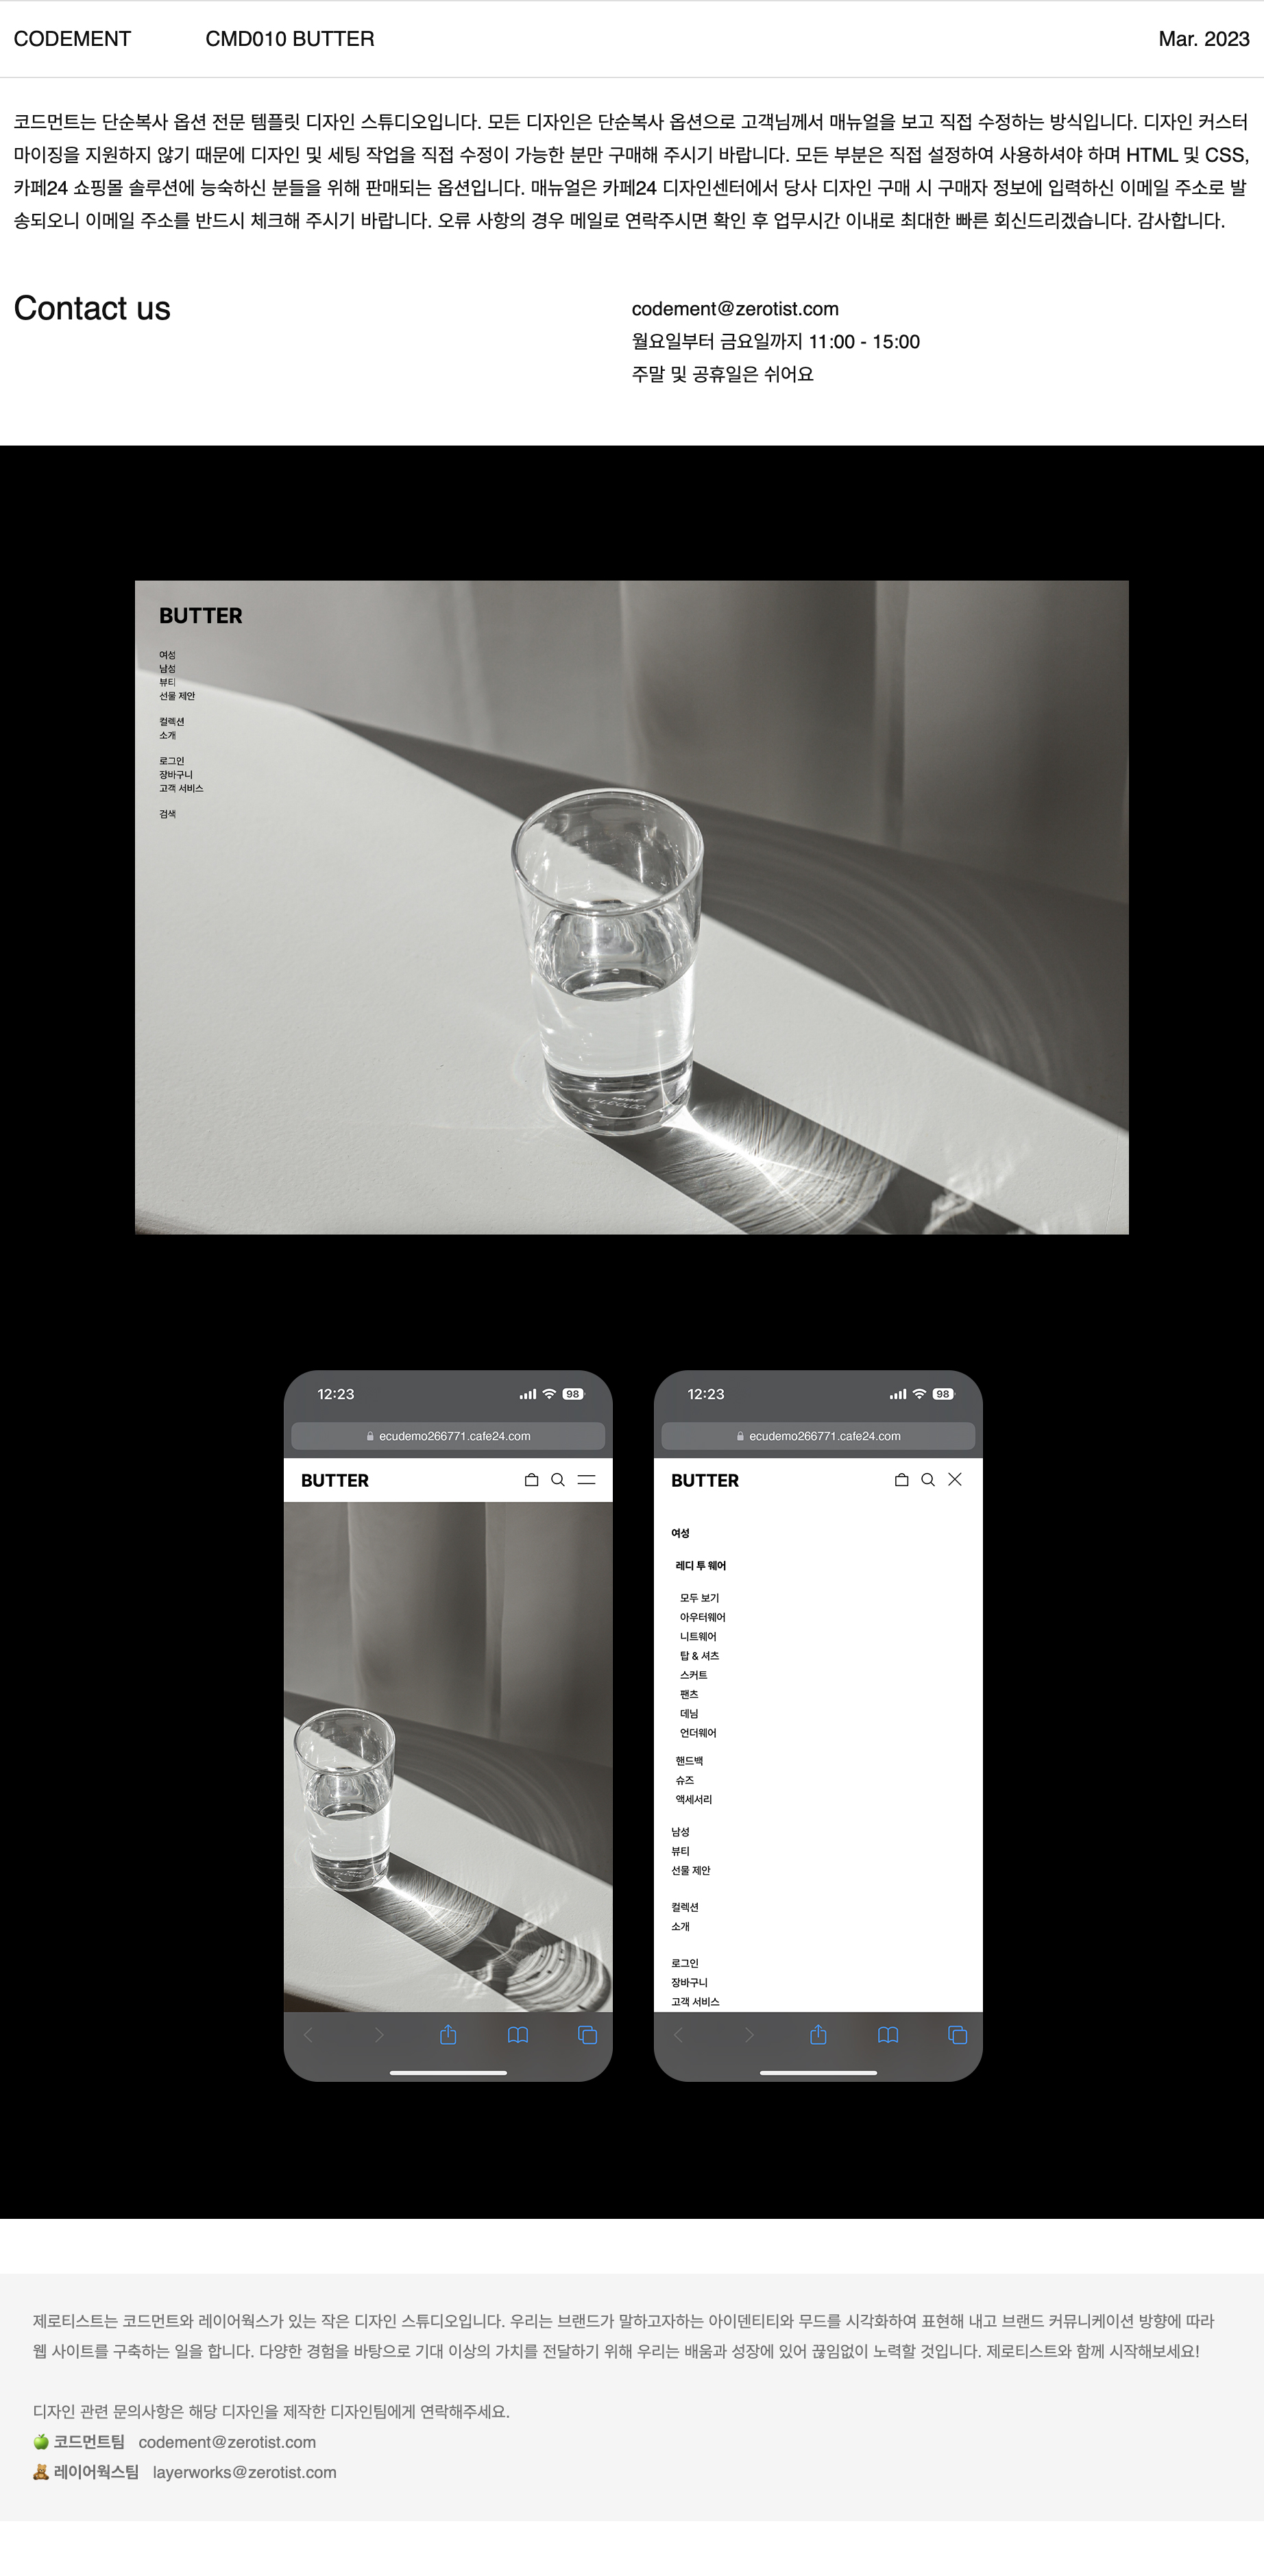 CODEMENT CMD010 BUTTER Mar. 2023
코드먼트는 단순복사 옵션 전문 템플릿 디자인 스튜디오입니다. 모든 디자인은 단순복사 옵션으로 고객님께서 매뉴얼을 보고 직접 수정하는 방식입니다. 디자인 커스터
마이징을 지원하지 않기 때문에 디자인 및 세팅 작업을 직접 수정이 가능한 분만 구매해 주시기 바랍니다. 모든 부분은 직접 설정하여 사용하셔야 하며 HTML 및 CSS,
카페24 쇼핑몰 솔루션에 능숙하신 분들을 위해 판매되는 옵션입니다. 매뉴얼은 카페24 디자인센터에서 당사 디자인 구매 시 구매자 정보에 입력하신 이메일 주소로 발
송되오니 이메일 주소를 반드시 체크해 주시기 바랍니다. 오류 사항의 경우 메일로 연락주시면 확인 후 업무시간 이내로 최대한 빠른 회신드리겠습니다. 감사합니다.
Contact us
codement@zerotist.com
월요일부터 금요일까지 11:00 - 15:00
주말 및 공휴일은 쉬어요
BUTTER
여성
남성
뷰티
선물 제안
컬렉션
소개
로그인
장바구니
고객 서비스
검색
12:23 98
ecudemo266771.cafe24.com
BUTTER
12:23 98
ecudemo266771.cafe24.com
BUTTER
여성
레디 투 웨어
모두 보기
아우터웨어
니트웨어
탑 & 셔츠
스커트
팬츠
데님
언더웨어
핸드백
슈즈
액세서리
남성
뷰티
선물 제안
컬렉션
소개
로그인
장바구니
고객 서비스
제로티스트는 코드먼트와 레이어웍스가 있는 작은 디자인 스튜디오입니다. 우리는 브랜드가 말하고자하는 아이덴티티와 무드를 시각화하여 표현해 내고 브랜드 커뮤니케이션 방향에 따라
웹 사이트를 구축하는 일을 합니다. 다양한 경험을 바탕으로 기대 이상의 가치를 전달하기 위해 우리는 배움과 성장에 있어 끊임없이 노력할 것입니다. 제로티스트와 함께 시작해보세요!
디자인 관련 문의사항은 해당 디자인을 제작한 디자인팀에게 연락해주세요.
🍏 코드먼트팀 codement@zerotist.com
🧸 레이어웍스팀 layerworks@zerotist.com